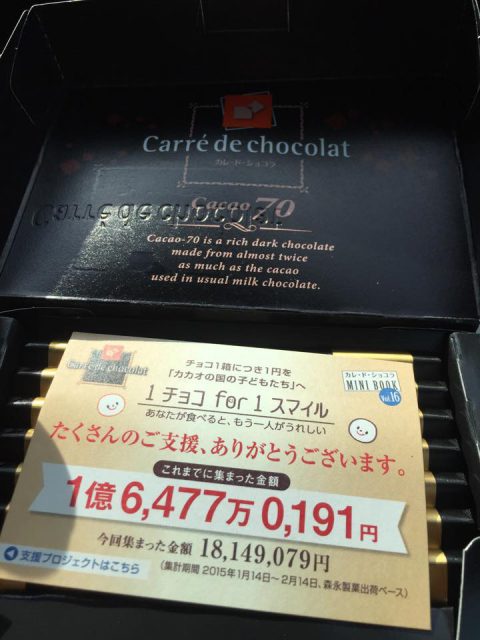 Carré de chocolat
カレ・ド・ショコラ
Cacao 70
Carré de chocolat
Cacao-70 is a rich dark chocolate
made from almost twice
as much as the cacao
used in usual milk chocolate.
Carré de chocolat
チョコ1箱につき1円を
「カカオの国の子どもたち」へ
1チョコ for 1スマイル
あなたが食べると、もう一人がうれしい
カレ・ド・ショコラ
MINI BOOK
Vol.16
たくさんのご支援、ありがとうございます。
これまでに集まった金額
1億6,477万0,191円
今回集まった金額 18,149,079円
(集計期間 2015年1月14日~2月14日、森永製菓出荷ベース)
支援プロジェクトはこちら